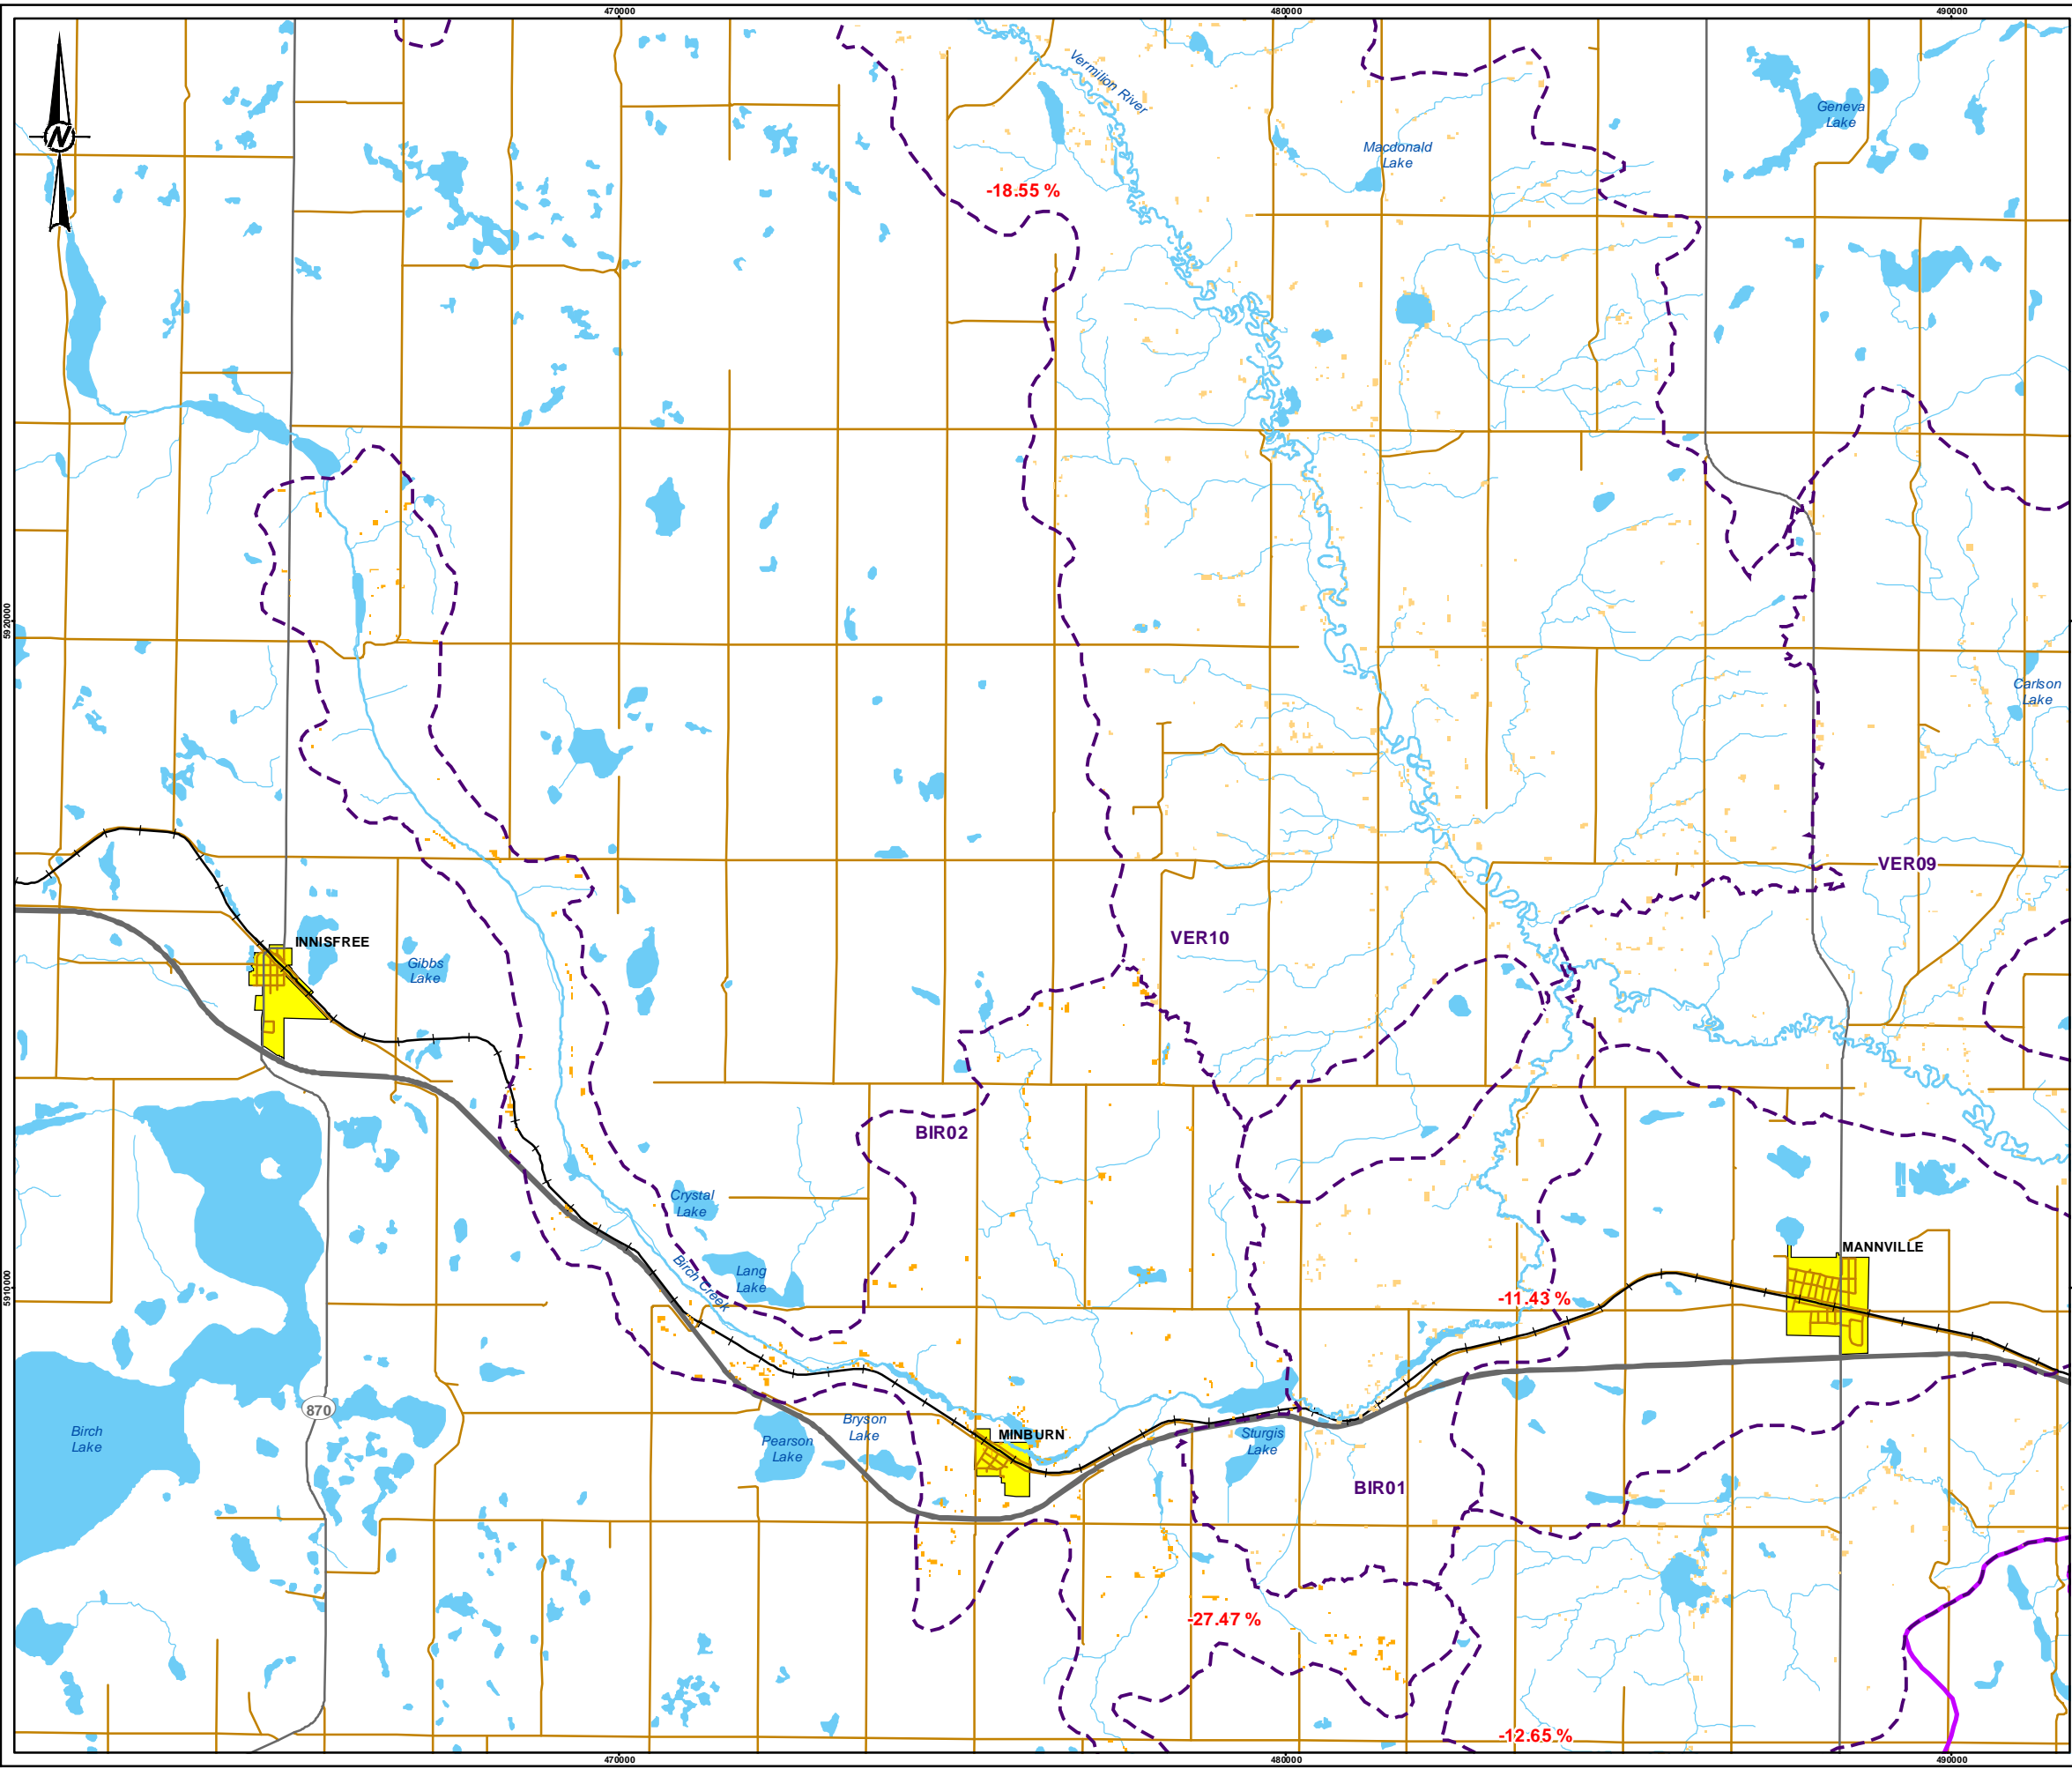 470000
480000
490000
N
Vermilion River
Geneva
Lake
Macdonald
Lake
-18.55 %
5920000
Carlson
Lake
VER09
VER10
INNISFREE
Gibbs
Lake
BIR02
Crystal
Lake
Birch Creek
Lang
Lake
MANNVILLE
-11.43 %
5910000
870
Birch
Lake
Bryson
Lake
Pearson
Lake
MINBURN
Sturgis
Lake
BIR01
-27.47 %
-12.65 %
470000
480000
490000